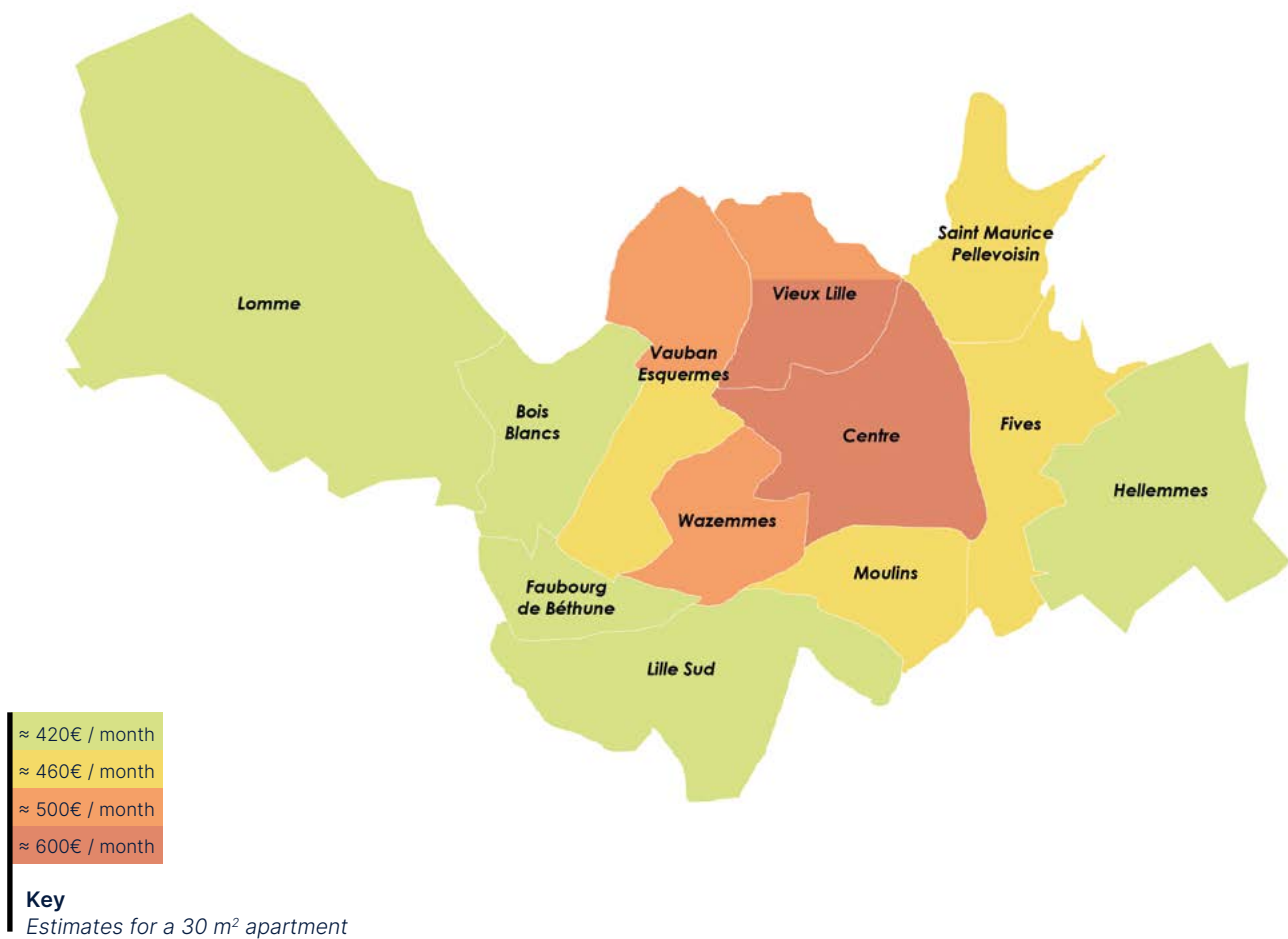 Saint Maurice
Pellevoisin
Lomme
Vieux Lille
Vauban
Esquermes
Bois
Blancs
Centre
Fives
Hellemmes
Wazemmes
Moulins
Faubourg
de Béthune
Lille Sud
≈ 420€ / month
≈ 460€ / month
≈ 500€ / month
≈ 600€ / month
Key
Estimates for a 30 m² apartment